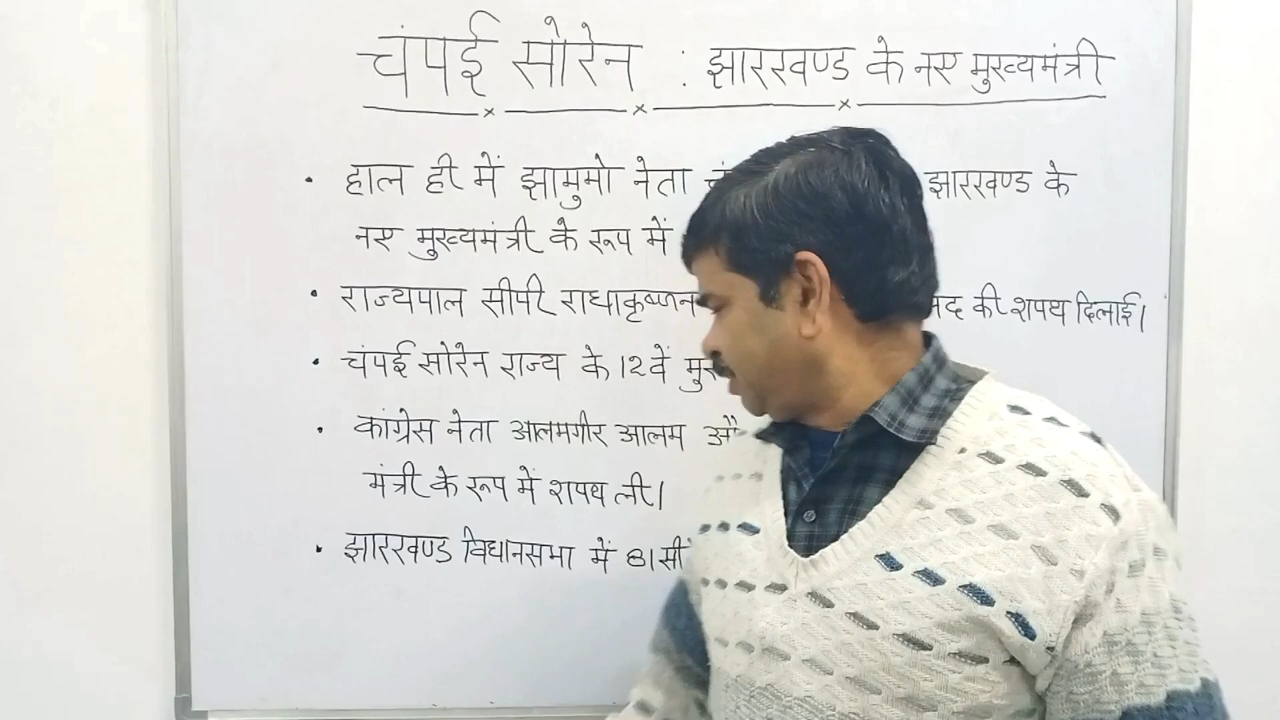 चंपई सोरेन : झारखण्ड के नए मुख्यमंत्री
• हाल ही में झामुमो नेता झारखण्ड के
नए मुख्यमंत्री के रूप में
• राज्यपाल सीपी राधाकृष्णन पद की शपथ दिलाई।
• चंपई सोरेन राज्य के 12वें
• कांग्रेस नेता आलमगीर आलम
मंत्री के रूप में शपथ ली।
• झारखण्ड विधानसभा में 81